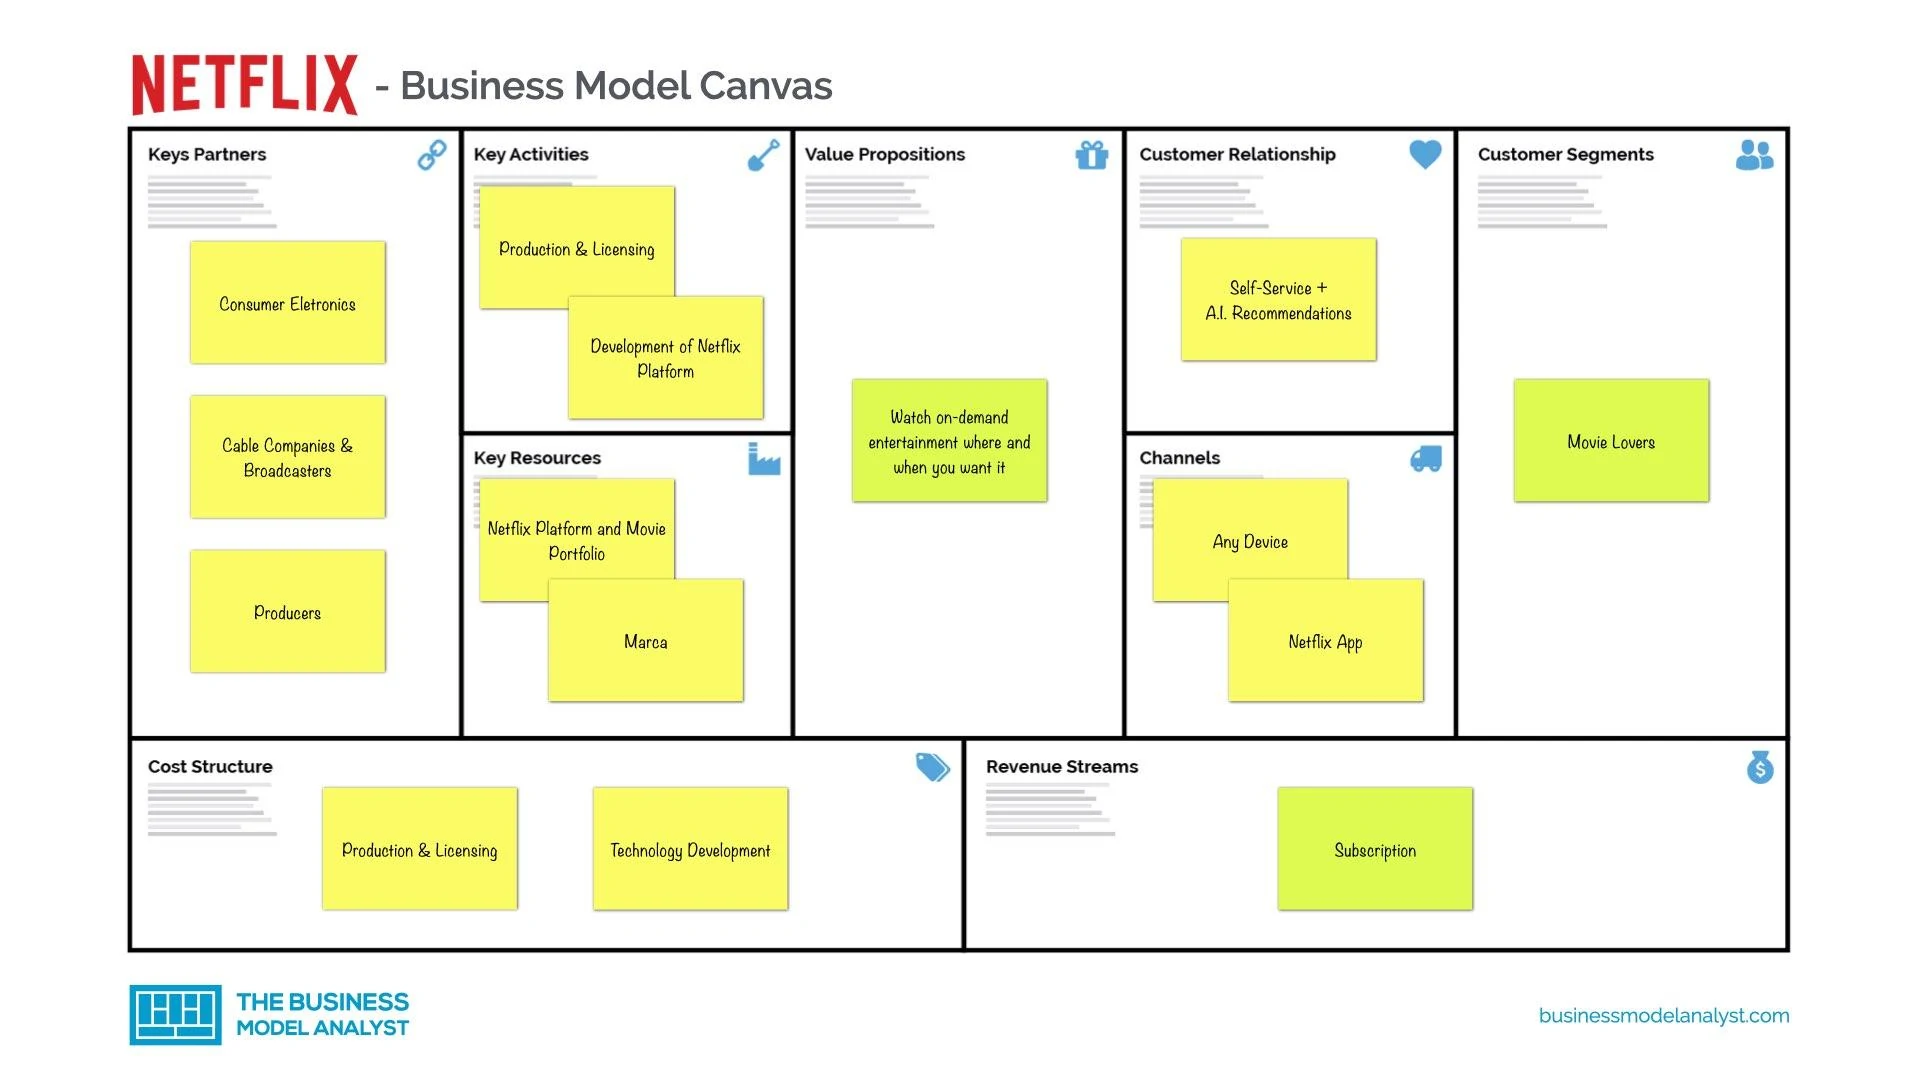 NETFLIX - Business Model Canvas
Keys Partners
Consumer Eletronics
Cable Companies &
Broadcasters
Producers
Key Activities
Production & Licensing
Development of Netflix
Platform
Key Resources
Netflix Platform and Movie
Portfolio
Marca
Value Propositions
Watch on-demand
entertainment where and
when you want it
Customer Relationship
Self-Service +
A.I. Recommendations
Channels
Any Device
Netflix App
Customer Segments
Movie Lovers
Cost Structure
Production & Licensing
Technology Development
Revenue Streams
$
Subscription
THE BUSINESS
MODEL ANALYST
businessmodelanalyst.com